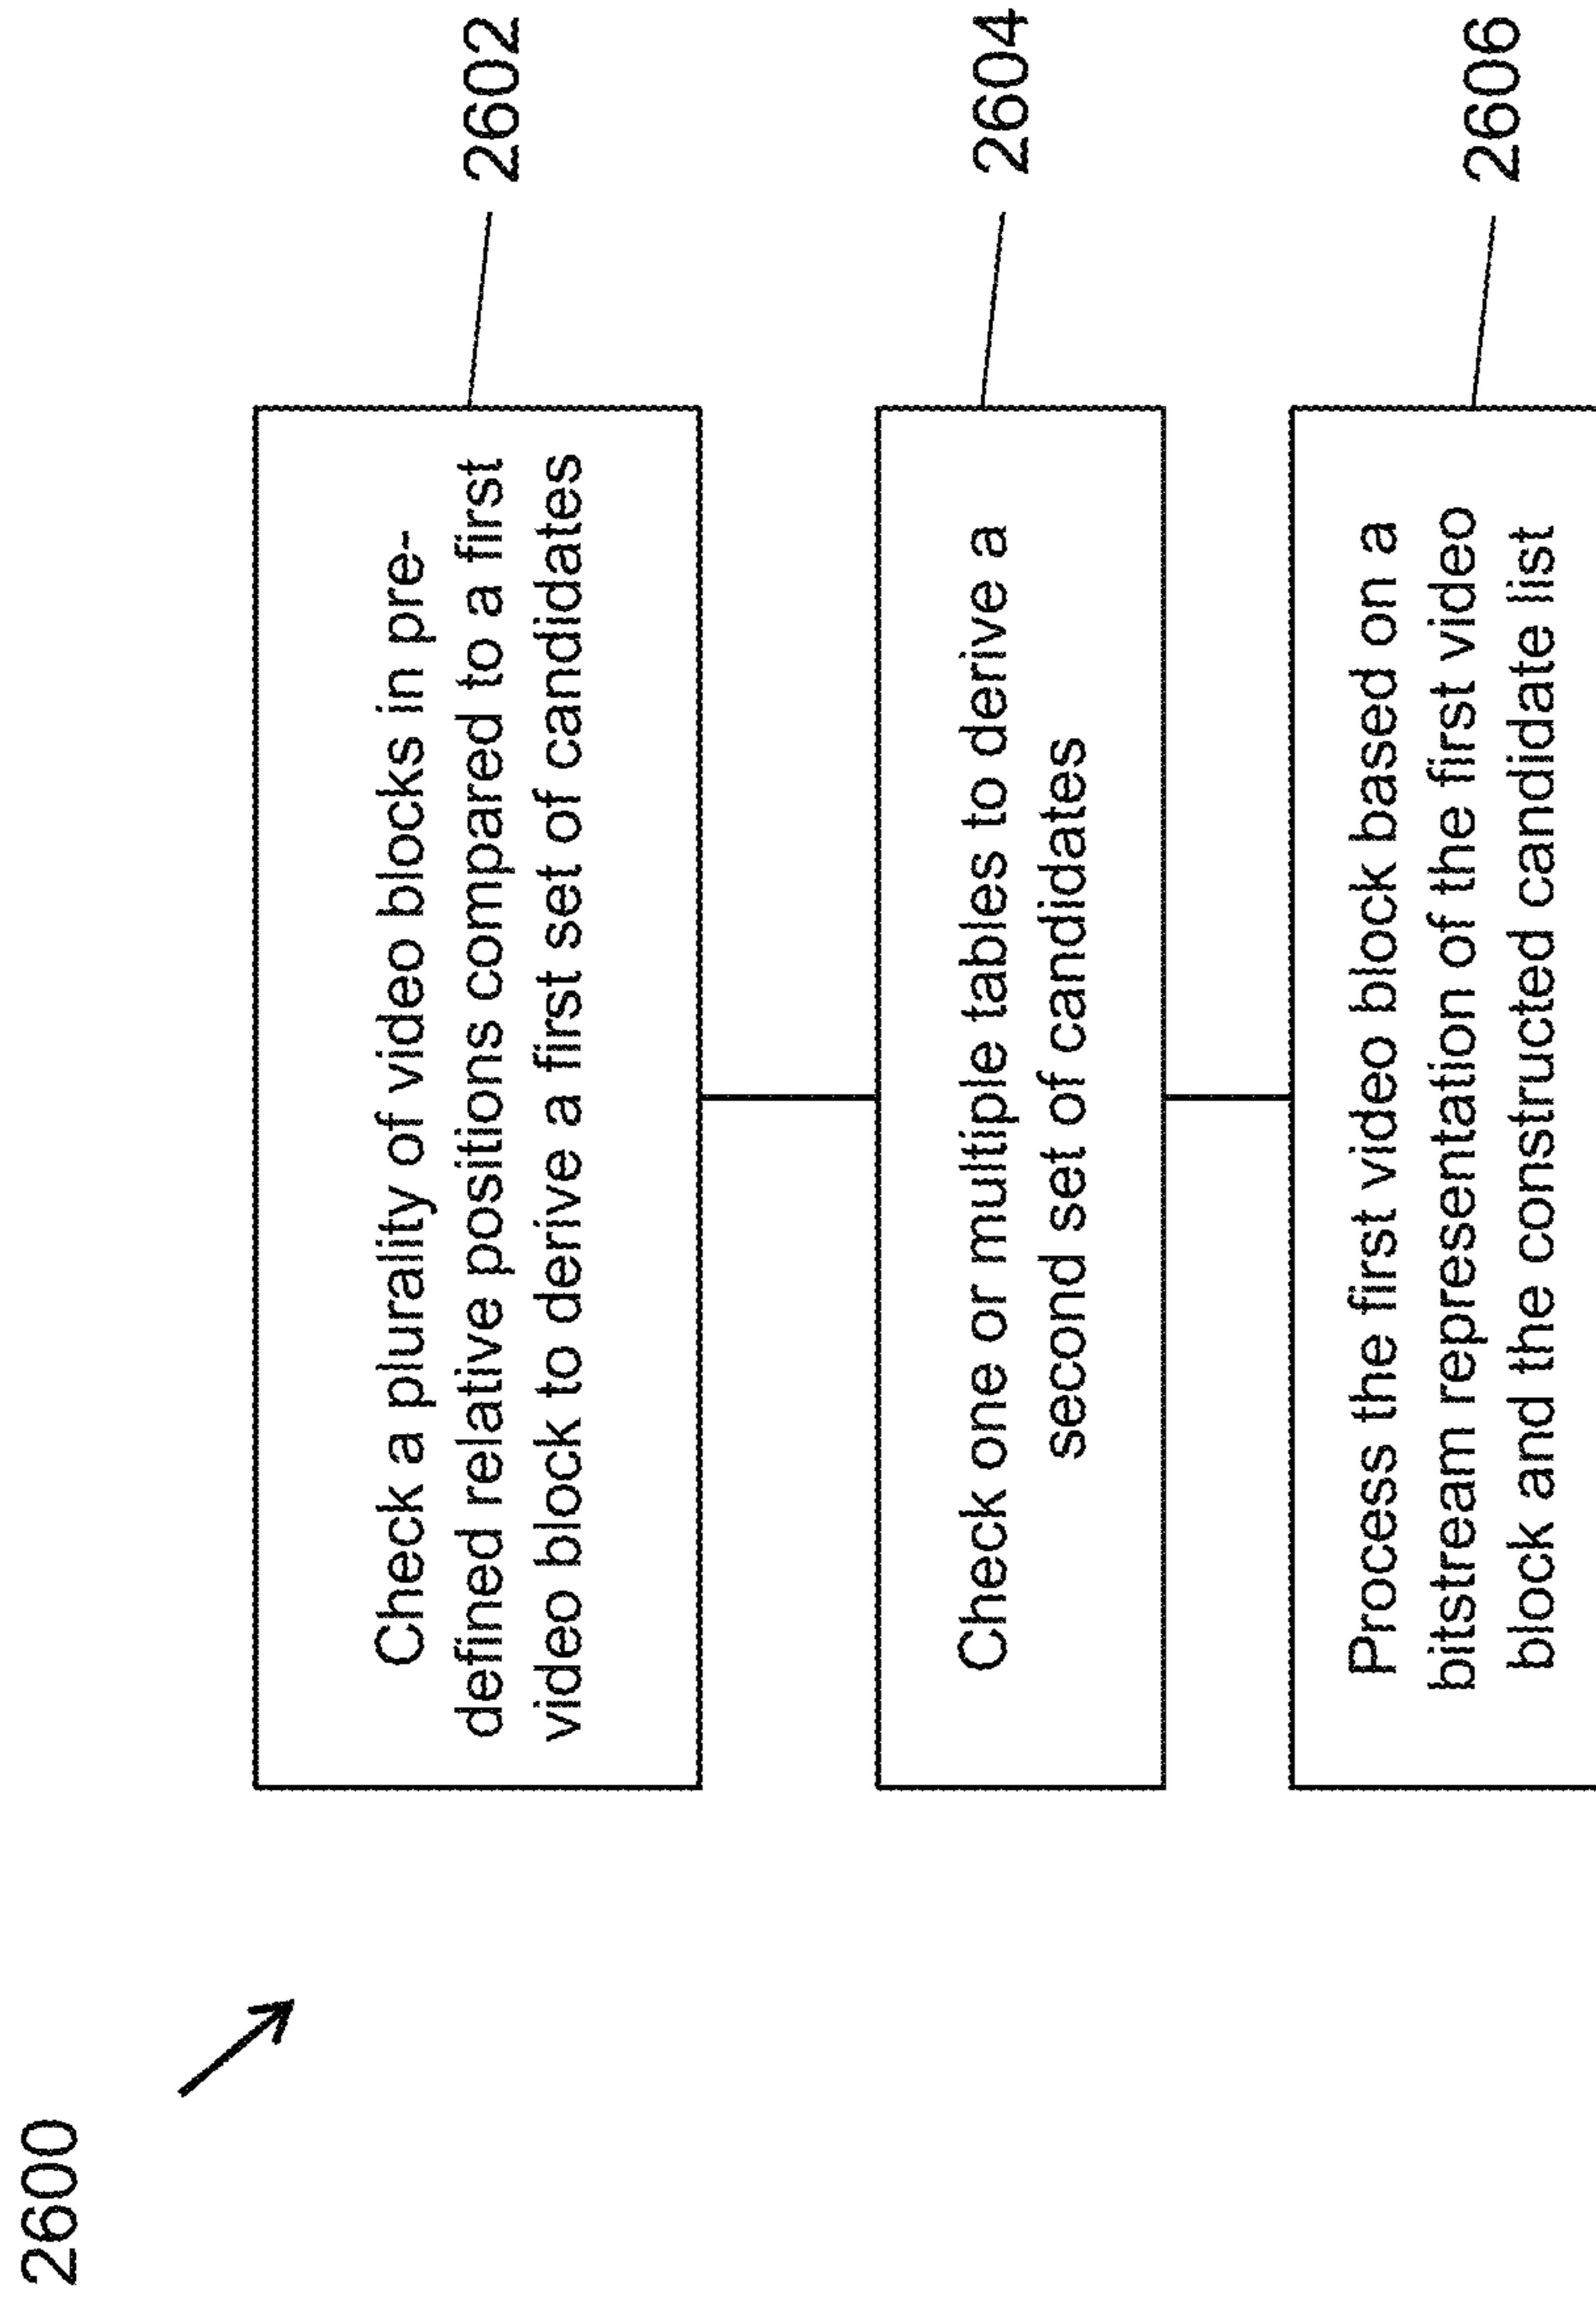 2600
Check a plurality of video blocks in pre-
defined relative positions compared to a first
video block to derive a first set of candidates
2602
Check one or multiple tables to derive a
second set of candidates
2604
Process the first video block based on a
bitstream representation of the first video
block and the constructed candidate list
2606